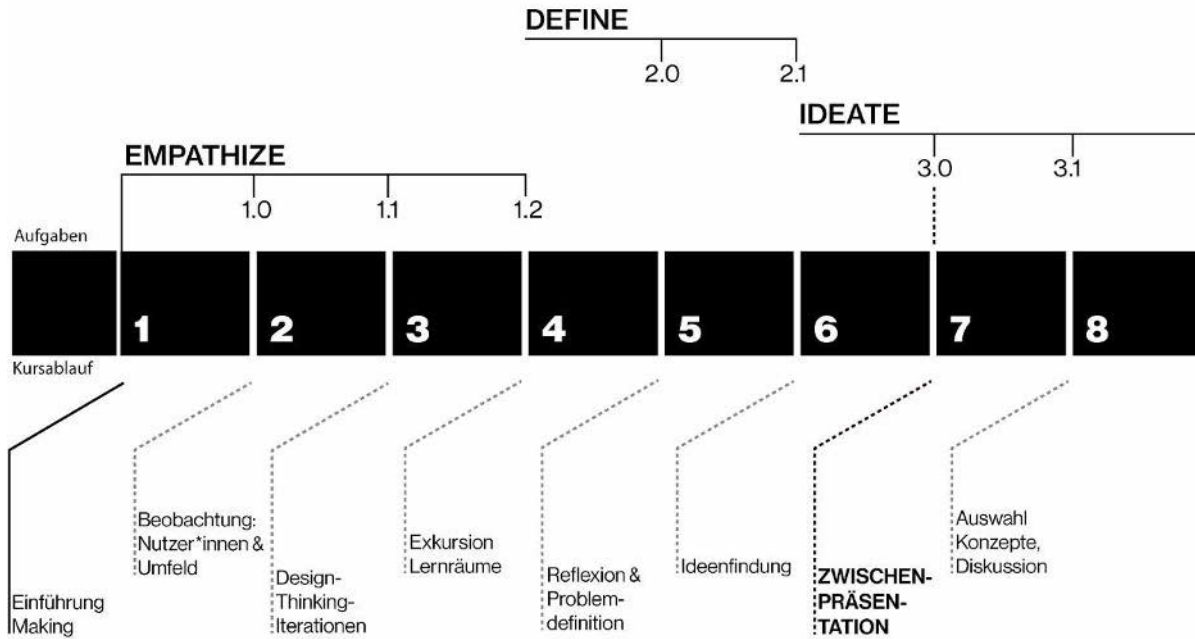 DEFINE
2.0
2.1
IDEATE
3.0
3.1
EMPATHIZE
1.0
1.1
1.2
Aufgaben
1
2
3
4
5
6
7
8
Kursablauf
Einführung
Making
Beobachtung:
Nutzer*innen &
Umfeld
Design-
Thinking-
Iterationen
Exkursion
Lernräume
Reflexion &
Problem-
definition
Ideenfindung
ZWISCHEN-
PRÄSEN-
TATION
Auswahl
Konzepte,
Diskussion